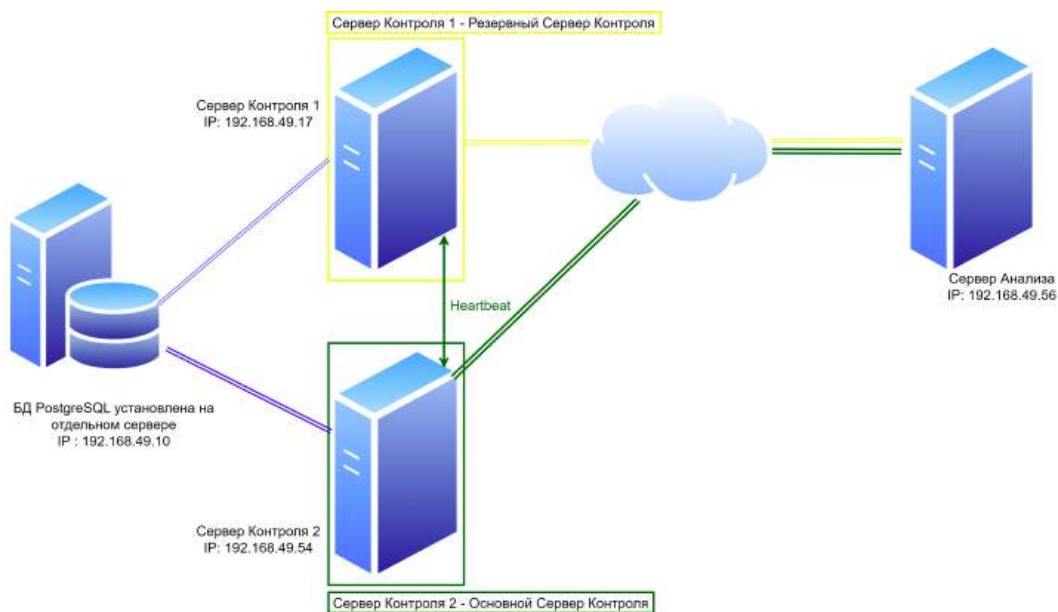 Сервер Контроля 1 - Резервный Сервер Контроля
Сервер Контроля 1
IP: 192.168.49.17
Сервер Анализа
IP: 192.168.49.56
Heartbeat
БД PostgreSQL установлена на
отдельном сервере
IP : 192.168.49.10
Сервер Контроля 2
IP: 192.168.49.54
Сервер Контроля 2 - Основной Сервер Контроля